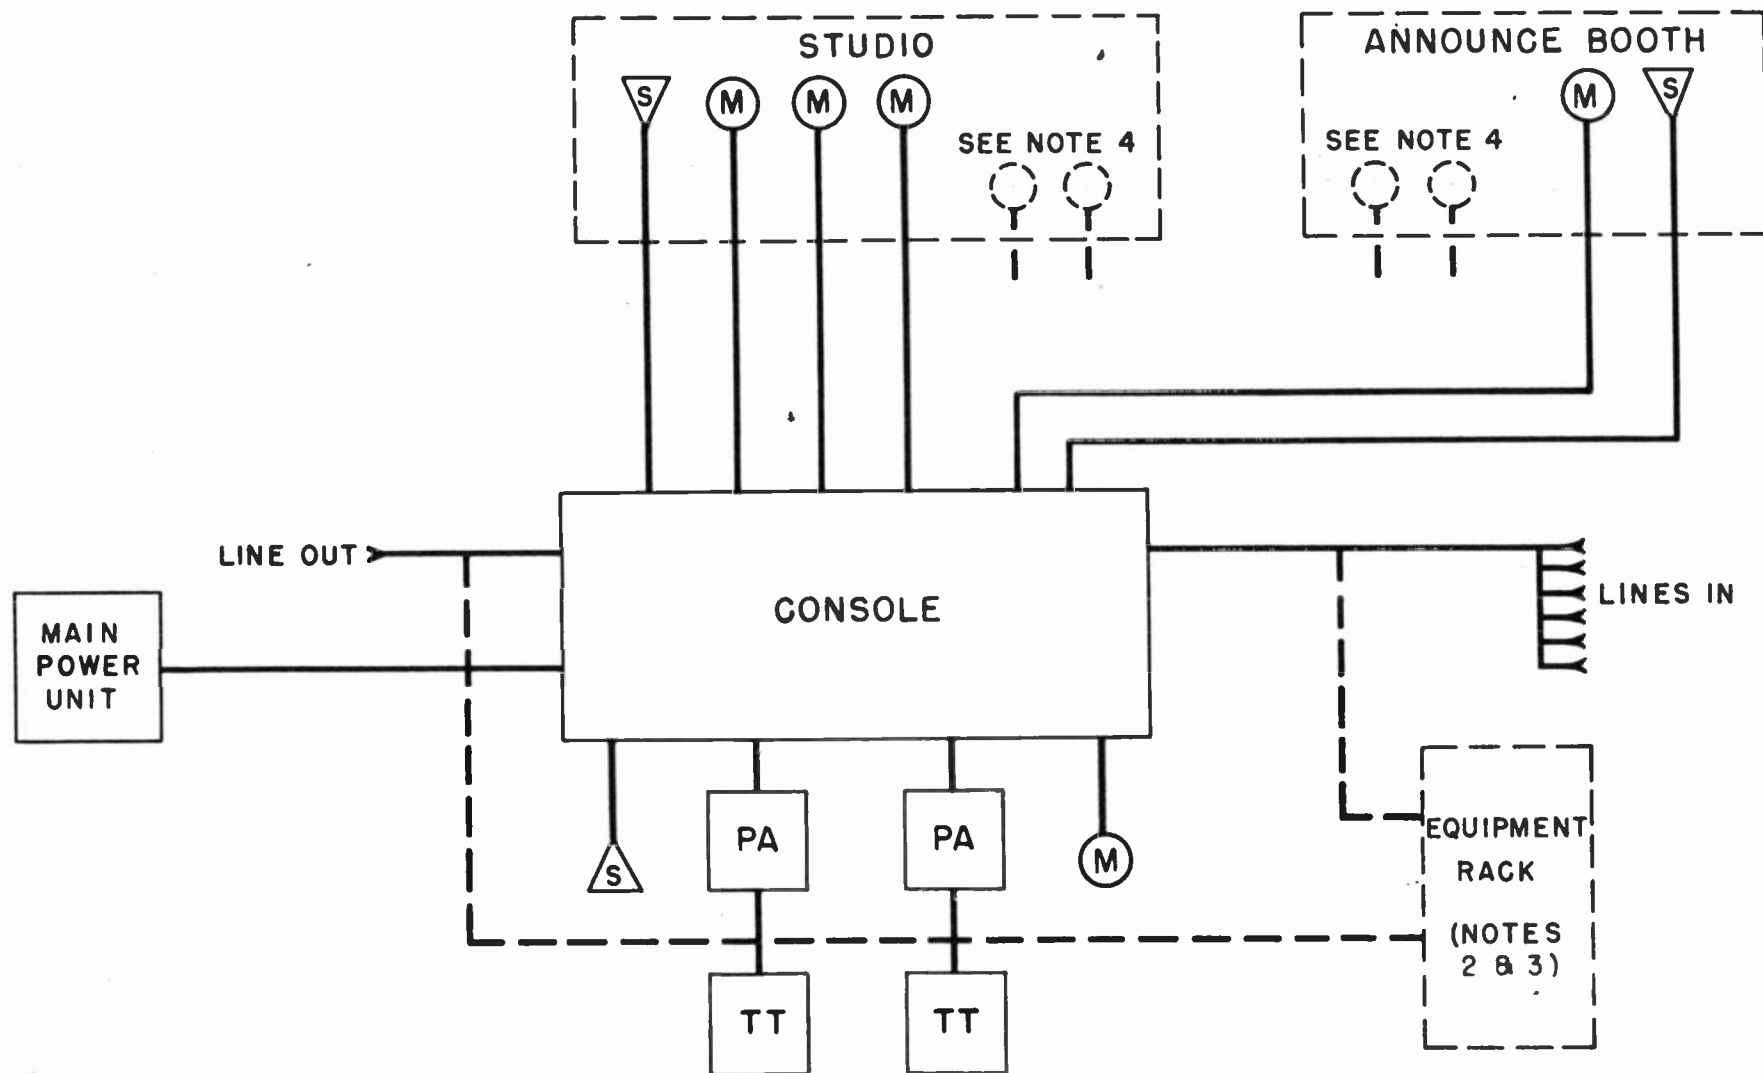 STUDIO
S
M
M
M
SEE NOTE 4
ANNOUNCE BOOTH
M
S
SEE NOTE 4
LINE OUT
CONSOLE
LINES IN
MAIN
POWER
UNIT
S
PA
PA
M
EQUIPMENT
RACK
(NOTES
2 & 3)
TT
TT